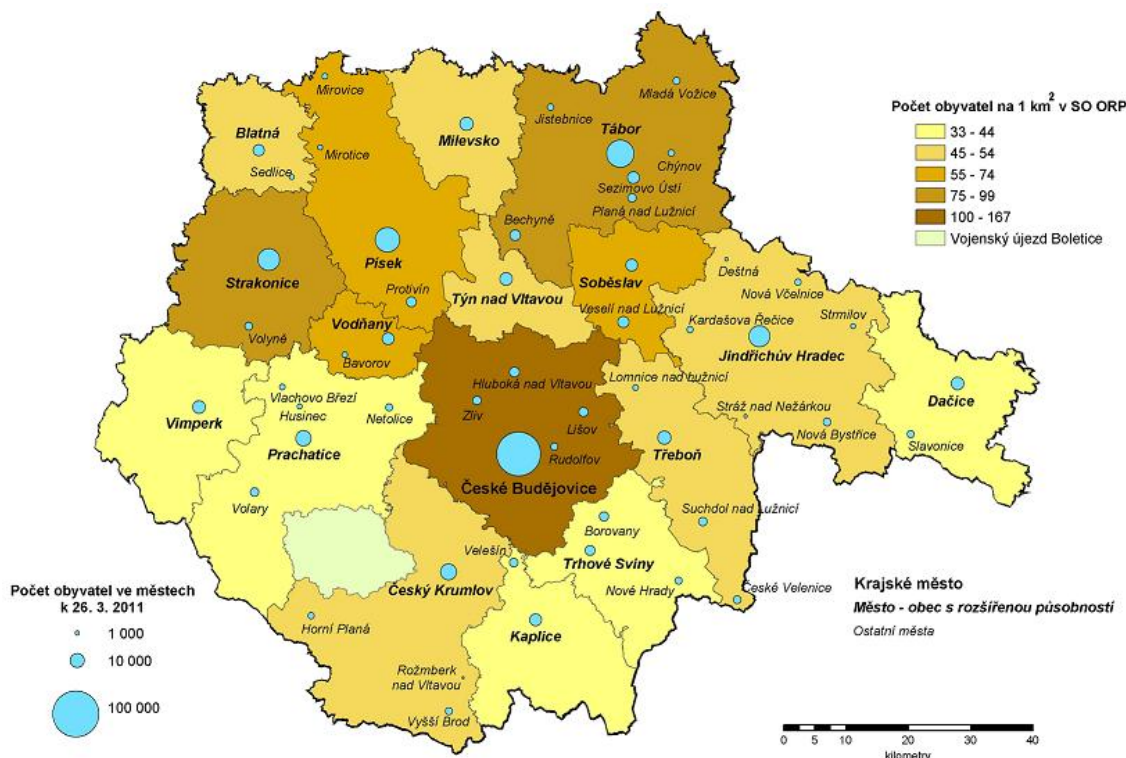 Mirovice
Mladá Vožice
Počet obyvatel na 1 km² v SO ORP
33 - 44
45 - 54
55 - 74
75 - 99
100 - 167
Vojenský újezd Boletice
Jistebnice
Blatná
Milevsko
Tábor
Mirotice
Chýnov
Sedlice
Sezimovo Ústí
Planá nad Lužnicí
Bechyně
Písek
Deštná
Strakonice
Soběslav
Nová Včelnice
Týn nad Vltavou
Protivín
Veselí nad Lužnicí
Strmilov
Vodňany
Kardašova Řečice
Volyně
Jindřichův Hradec
Bavorov
Hluboká nad Vltavou
Lomnice nad Lužnicí
Vlachovo Březí
Husinec
Netolice
Zliv
Dačice
Vimperk
Lišov
Stráž nad Nežárkou
Nová Bystřice
Slavonice
Prachatice
Rudolfov
Třeboň
České Budějovice
Volary
Suchdol nad Lužnicí
Borovany
Velešín
Trhové Sviny
Počet obyvatel ve městech
k 26. 3. 2011
1 000
10 000
100 000
Český Krumlov
Nové Hrady
České Velenice
Krajské město
Město - obec s rozšířenou působností
Ostatní města
Horní Planá
Kaplice
Rožmberk
nad Vltavou
Vyšší Brod
0 5 10 20 30 40
kilometry